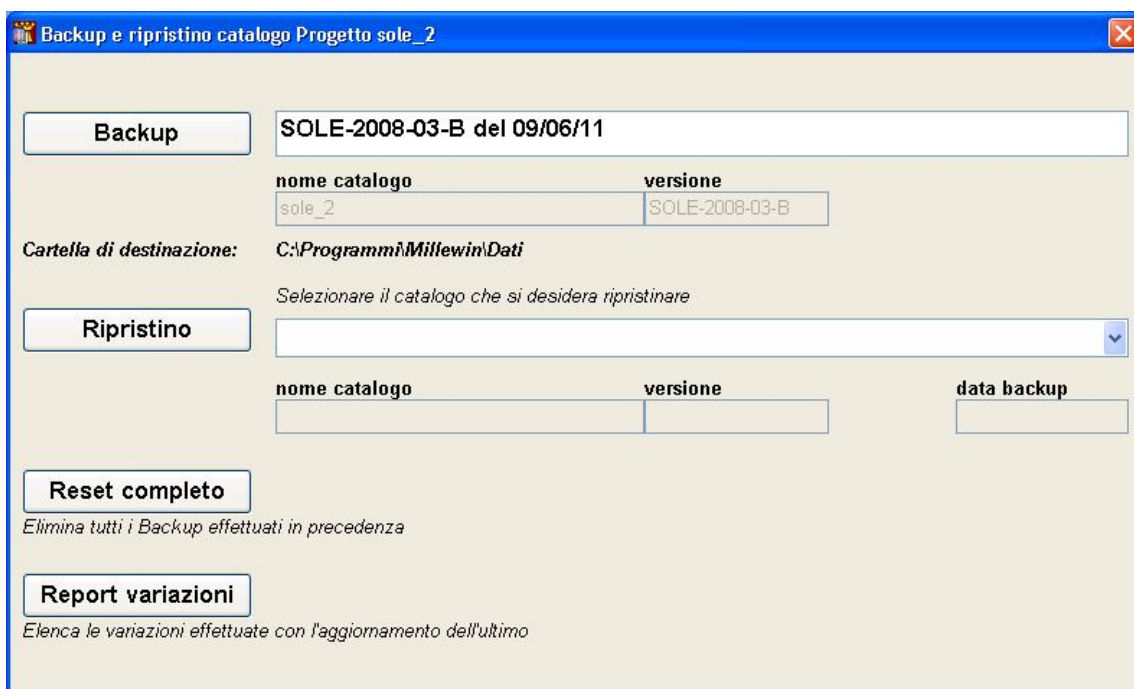 Backup e ripristino catalogo Progetto sole_2
Backup
SOLE-2008-03-B del 09/06/11
nome catalogo versione
sole_2 SOLE-2008-03-B
Cartella di destinazione: C:\Programmi\Millewin\Dati
Selezionare il catalogo che si desidera ripristinare
Ripristino
nome catalogo versione data backup
Reset completo
Elimina tutti i Backup effettuati in precedenza
Report variazioni
Elenca le variazioni effettuate con l'aggiornamento dell'ultimo